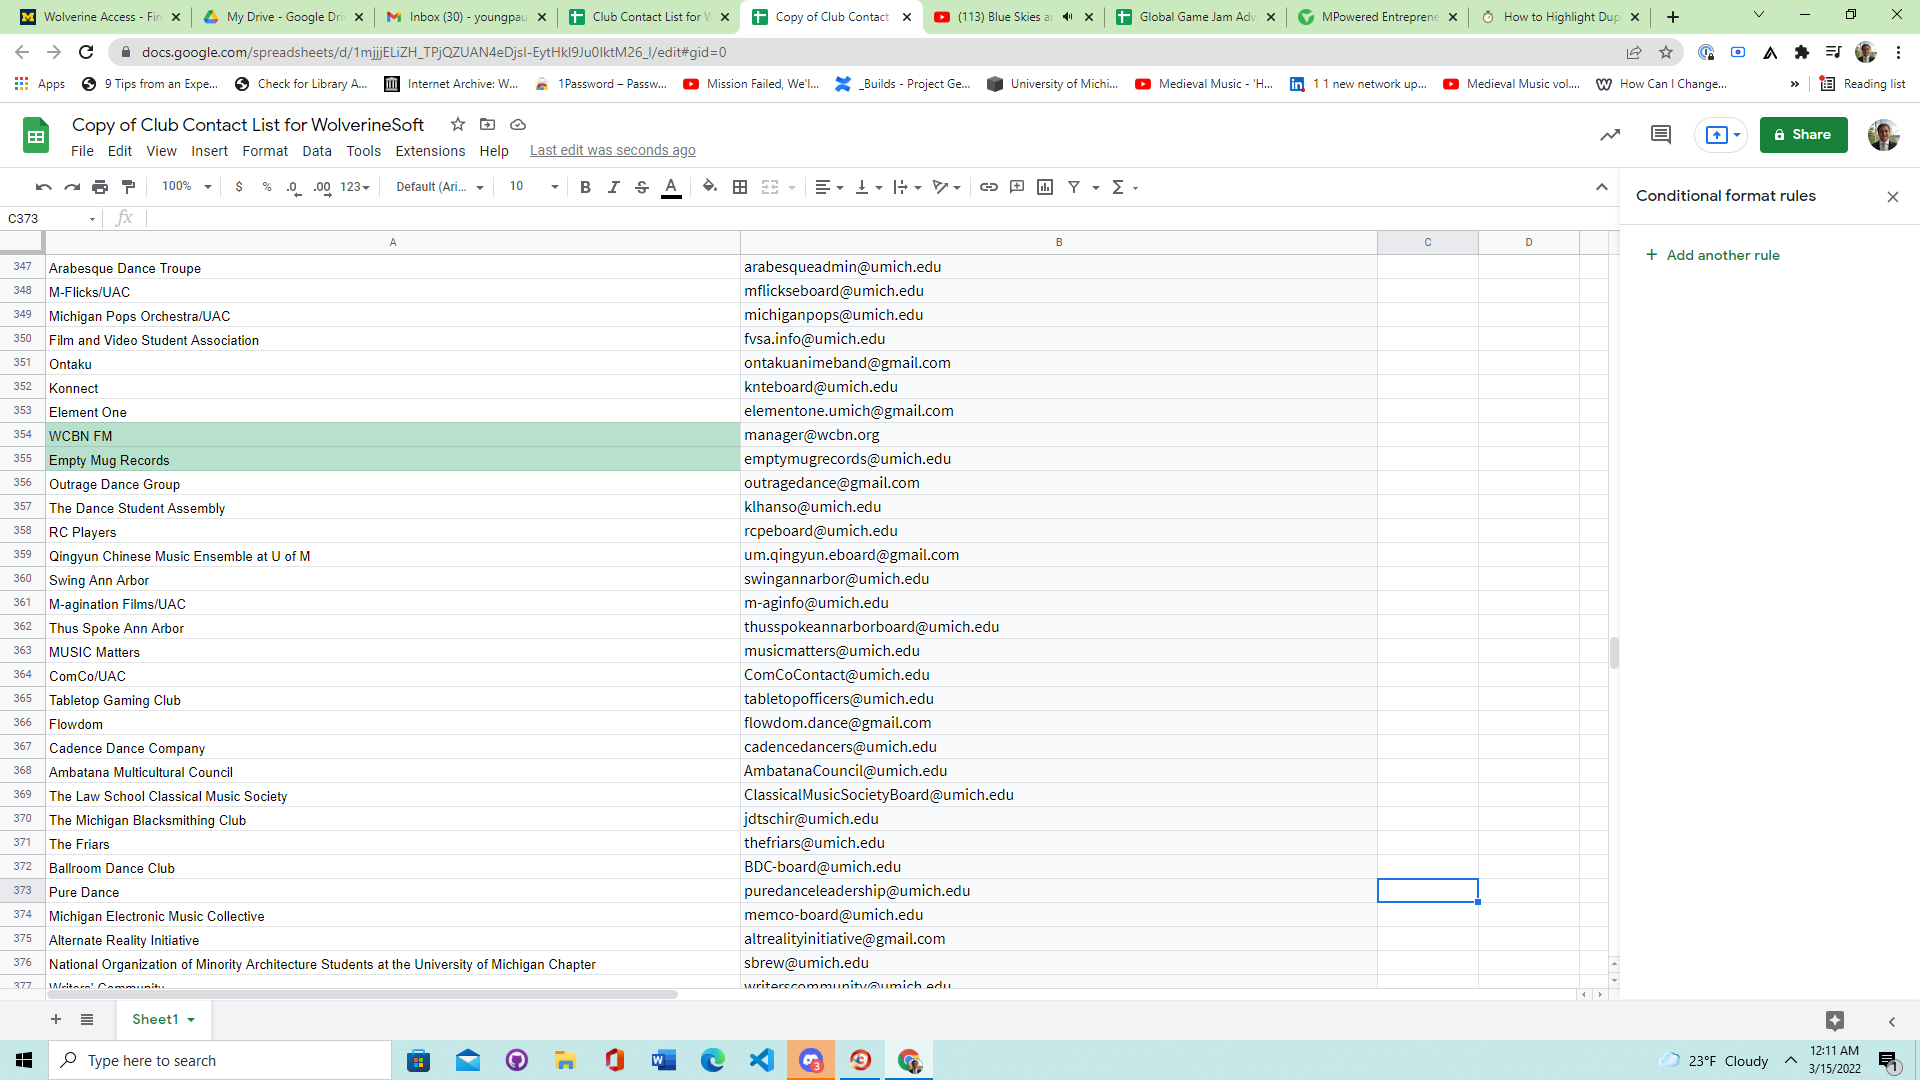 Wolverine Access - Fin
My Drive - Google Dri
Inbox (30) - youngpau
Club Contact List for W
Copy of Club Contact
(113) Blue Skies an
Global Game Jam Adv
MPowered Entreprene
How to Highlight Dup
docs.google.com/spreadsheets/d/1mjjjELiZH_TPjQZUAN4eDjsI-EytHkI9Ju0lktM26_I/edit#gid=0
Apps
9 Tips from an Expe...
Check for Library A...
Internet Archive: W...
1Password – Passw...
Mission Failed, We'l...
_Builds - Project Ge...
University of Michi...
Medieval Music - 'H...
1 1 new network up...
Medieval Music vol....
How Can I Change...
»
Reading list
Copy of Club Contact List for WolverineSoft
File Edit View Insert Format Data Tools Extensions Help Last edit was seconds ago
Share
100% $ % .0 .00 123 Default (Ari... 10 B I S A Σ
Conditional format rules
C373 fx
A B C D
+ Add another rule
347 Arabesque Dance Troupe arabesqueadmin@umich.edu
348 M-Flicks/UAC mflickseboard@umich.edu
349 Michigan Pops Orchestra/UAC michiganpops@umich.edu
350 Film and Video Student Association fvsa.info@umich.edu
351 Ontaku ontakuanimeband@gmail.com
352 Konnect knteboard@umich.edu
353 Element One elementone.umich@gmail.com
354 WCBN FM manager@wcbn.org
355 Empty Mug Records emptymugrecords@umich.edu
356 Outrage Dance Group outragedance@gmail.com
357 The Dance Student Assembly klhanso@umich.edu
358 RC Players rcpeboard@umich.edu
359 Qingyun Chinese Music Ensemble at U of M um.qingyun.eboard@gmail.com
360 Swing Ann Arbor swingannarbor@umich.edu
361 M-agination Films/UAC m-aginfo@umich.edu
362 Thus Spoke Ann Arbor thusspokeannarborboard@umich.edu
363 MUSIC Matters musicmatters@umich.edu
364 ComCo/UAC ComCoContact@umich.edu
365 Tabletop Gaming Club tabletopofficers@umich.edu
366 Flowdom flowdom.dance@gmail.com
367 Cadence Dance Company cadencedancers@umich.edu
368 Ambatana Multicultural Council AmbatanaCouncil@umich.edu
369 The Law School Classical Music Society ClassicalMusicSocietyBoard@umich.edu
370 The Michigan Blacksmithing Club jdtschir@umich.edu
371 The Friars thefriars@umich.edu
372 Ballroom Dance Club BDC-board@umich.edu
373 Pure Dance puredanceleadership@umich.edu
374 Michigan Electronic Music Collective memco-board@umich.edu
375 Alternate Reality Initiative altrealityinitiative@gmail.com
376 National Organization of Minority Architecture Students at the University of Michigan Chapter sbrew@umich.edu
377 Writers' Community writerscommunity@umich.edu
Sheet1
Type here to search
3
23°F Cloudy
12:11 AM
3/15/2022
1